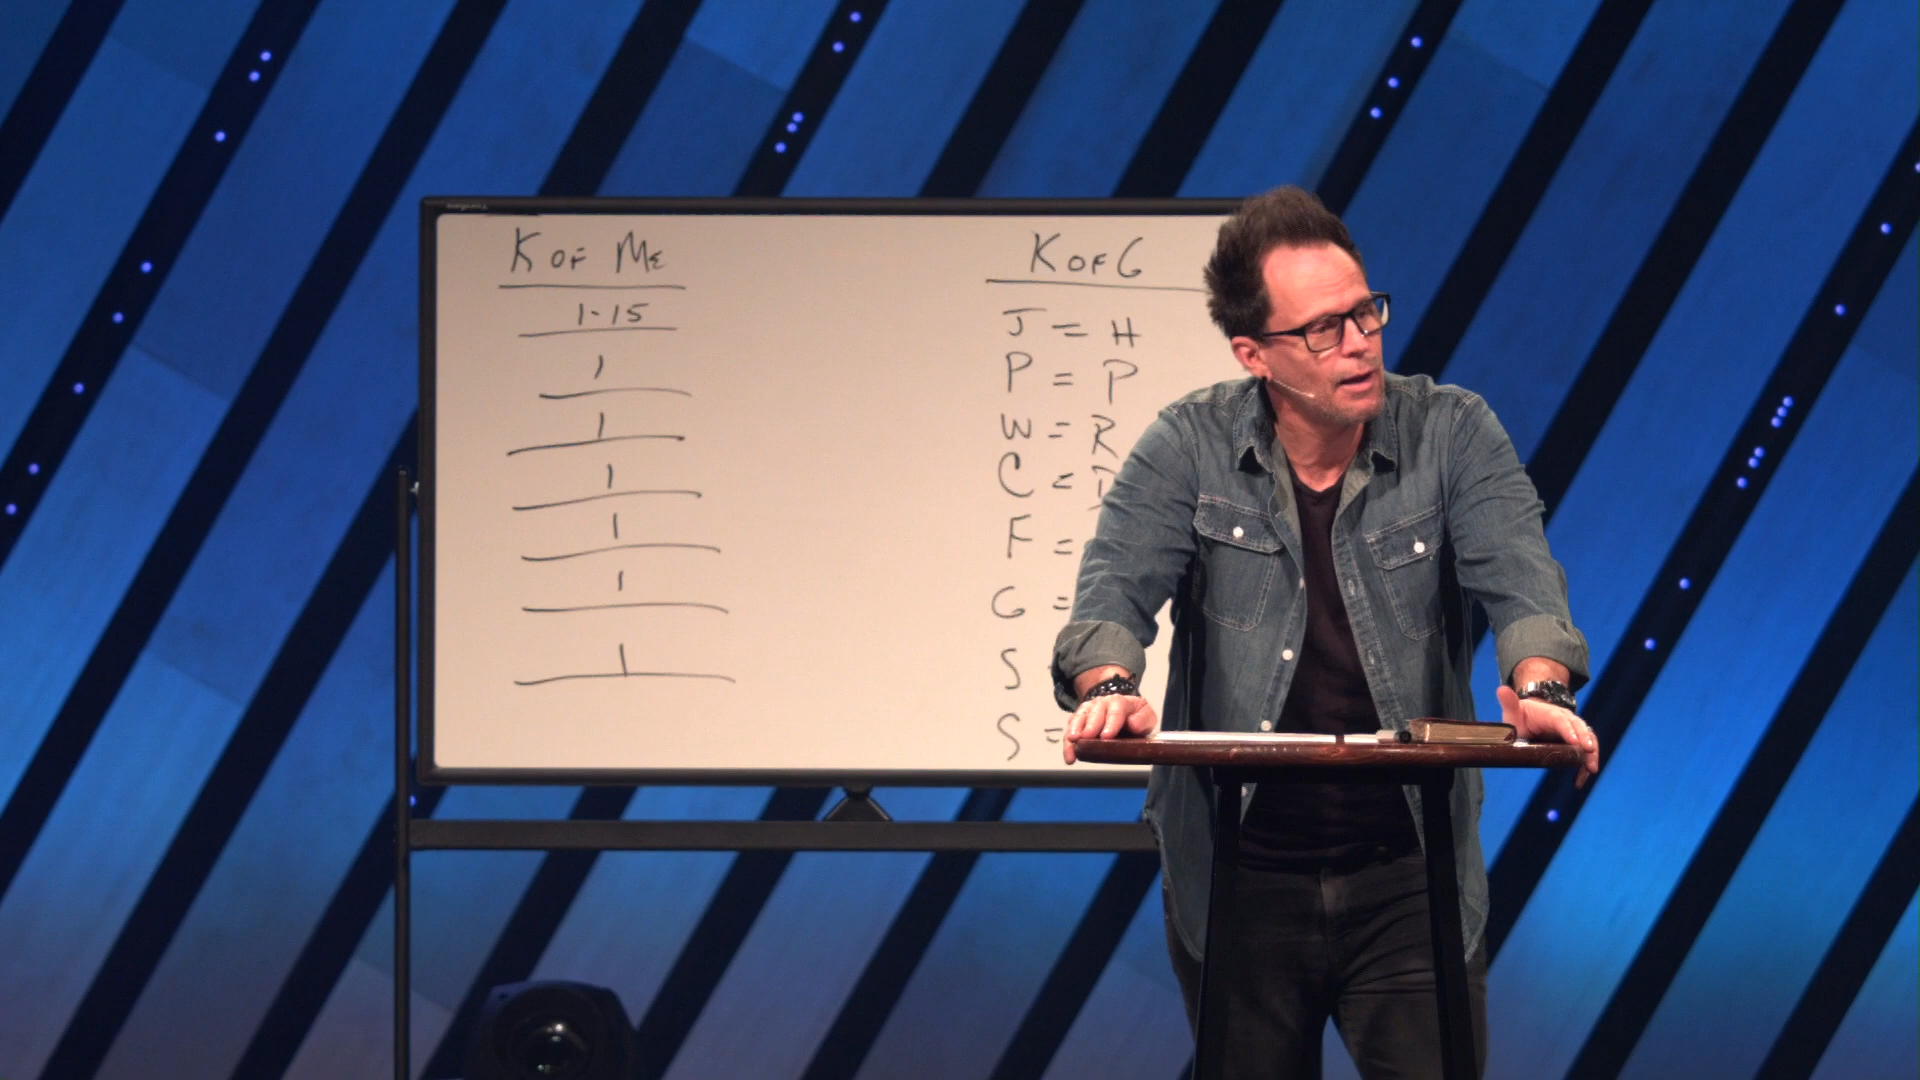 K OF ME
1-15
1
1
1
1
1
1
K OF G
J = H
P = P
W = R
C =
F =
G =
S
S =